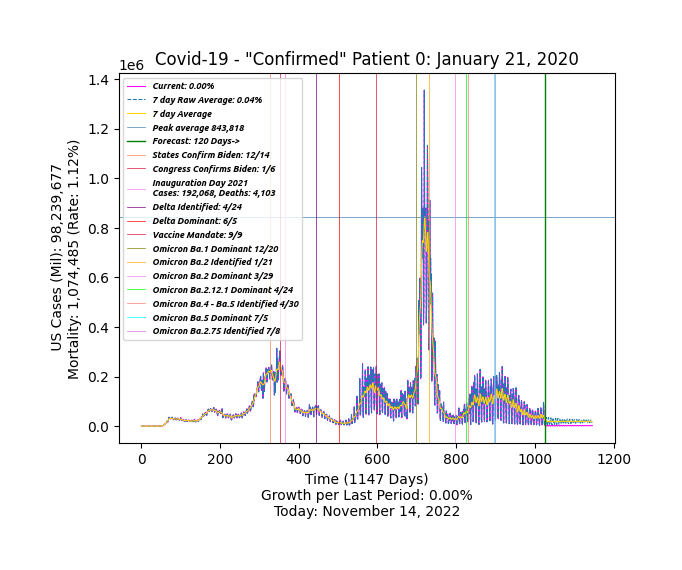 Covid-19 - "Confirmed" Patient 0: January 21, 2020
1e6
1.4
1.2
1.0
0.8
0.6
0.4
0.2
0.0
US Cases (Mil): 98,239,677
Mortality: 1,074,485 (Rate: 1.12%)
Current: 0.00%
7 day Raw Average: 0.04%
7 day Average
Peak average 843,818
Forecast: 120 Days->
States Confirm Biden: 12/14
Congress Confirms Biden: 1/6
Inauguration Day 2021
Cases: 192,068, Deaths: 4,103
Delta Identified: 4/24
Delta Dominant: 6/5
Vaccine Mandate: 9/9
Omicron Ba.1 Dominant 12/20
Omicron Ba.2 Identified 1/21
Omicron Ba.2 Dominant 3/29
Omicron Ba.2.12.1 Dominant 4/24
Omicron Ba.4 - Ba.5 Identified 4/30
Omicron Ba.5 Dominant 7/5
Omicron Ba.2.75 Identified 7/8
0 200 400 600 800 1000 1200
Time (1147 Days)
Growth per Last Period: 0.00%
Today: November 14, 2022